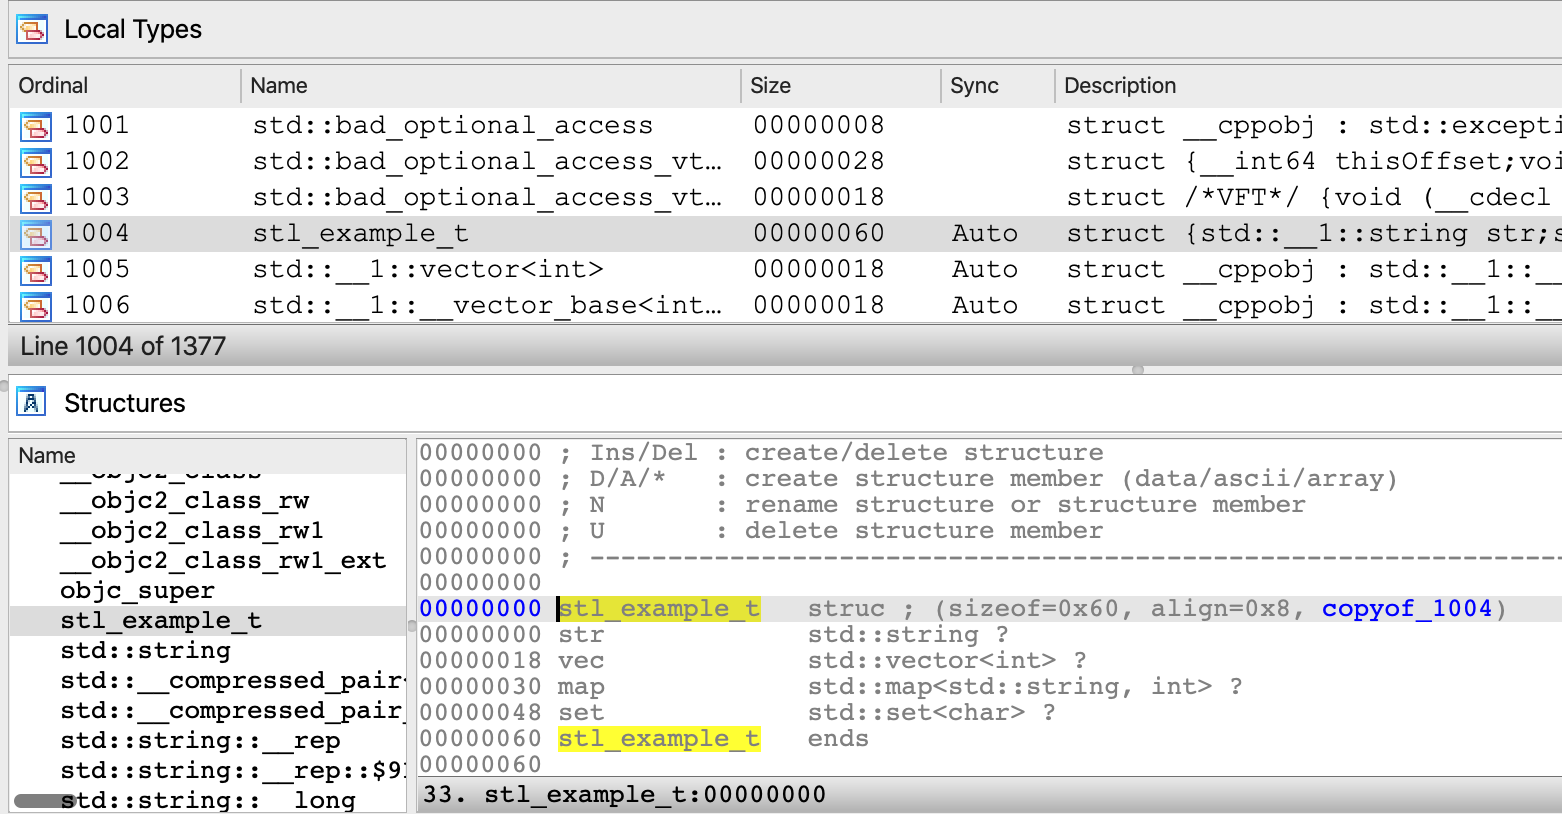 Local Types
Ordinal Name Size Sync Description
1001 std::bad_optional_access 00000008 struct __cppobj : std::excepti
1002 std::bad_optional_access_vt… 00000028 struct {__int64 thisOffset;voi
1003 std::bad_optional_access_vt… 00000018 struct /*VFT*/ {void (__cdecl
1004 stl_example_t 00000060 Auto struct {std::__1::string str;s
1005 std::__1::vector<int> 00000018 Auto struct __cppobj : std::__1::__
1006 std::__1::__vector_base<int… 00000018 Auto struct __cppobj : std::__1::__
Line 1004 of 1377
Structures
Name
__objc2_class
__objc2_class_rw
__objc2_class_rw1
__objc2_class_rw1_ext
objc_super
stl_example_t
std::string
std::__compressed_pair<
std::__compressed_pair_
std::string::__rep
std::string::__rep::$9
std::string::__long
00000000 ; Ins/Del : create/delete structure
00000000 ; D/A/* : create structure member (data/ascii/array)
00000000 ; N : rename structure or structure member
00000000 ; U : delete structure member
00000000 ; ---------------------------------------------------------------
00000000
00000000 stl_example_t struc ; (sizeof=0x60, align=0x8, copyof_1004)
00000000 str std::string ?
00000018 vec std::vector<int> ?
00000030 map std::map<std::string, int> ?
00000048 set std::set<char> ?
00000060 stl_example_t ends
00000060
33. stl_example_t:00000000